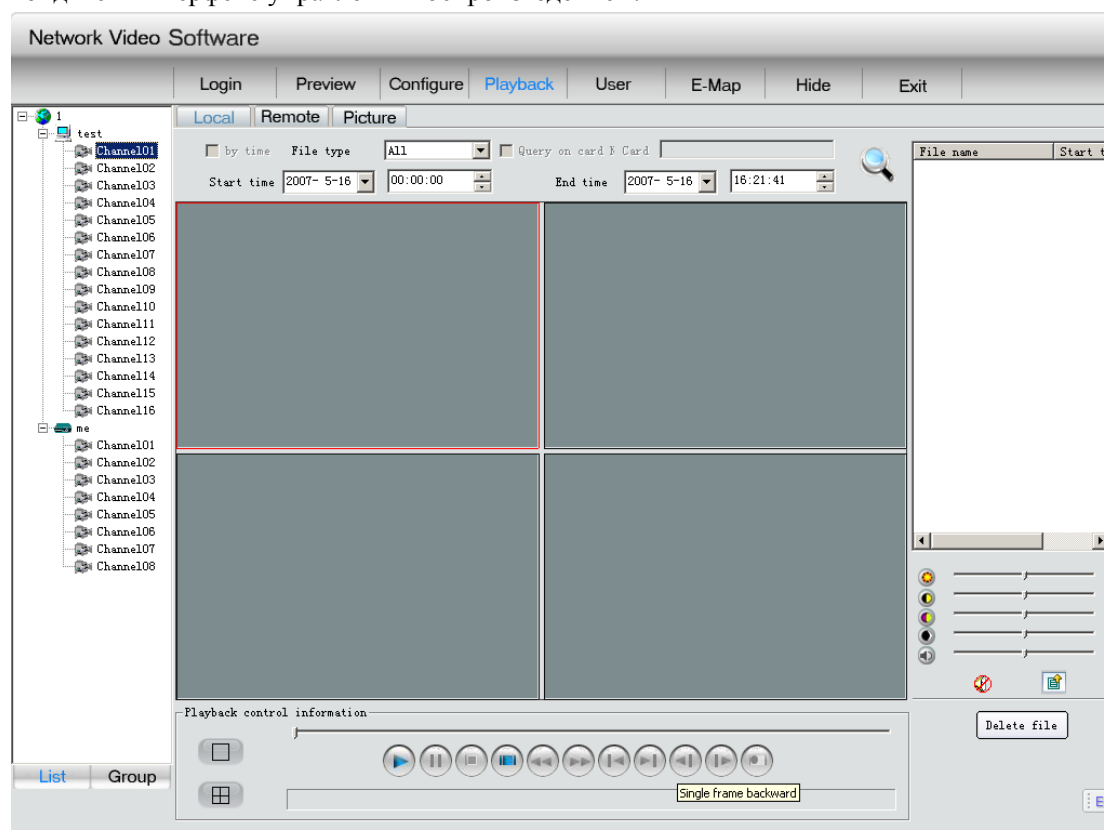 Network Video Software
Login Preview Configure Playback User E-Map Hide Exit
1
test
Channel01
Channel02
Channel03
Channel04
Channel05
Channel06
Channel07
Channel08
Channel09
Channel10
Channel11
Channel12
Channel13
Channel14
Channel15
Channel16
me
Channel01
Channel02
Channel03
Channel04
Channel05
Channel06
Channel07
Channel08
List Group
Local Remote Picture
by time File type All Query on card N Card
Start time 2007- 5-16 00:00:00 End time 2007- 5-16 16:21:41
File name Start t
Playback control information
Single frame backward
Delete file
E